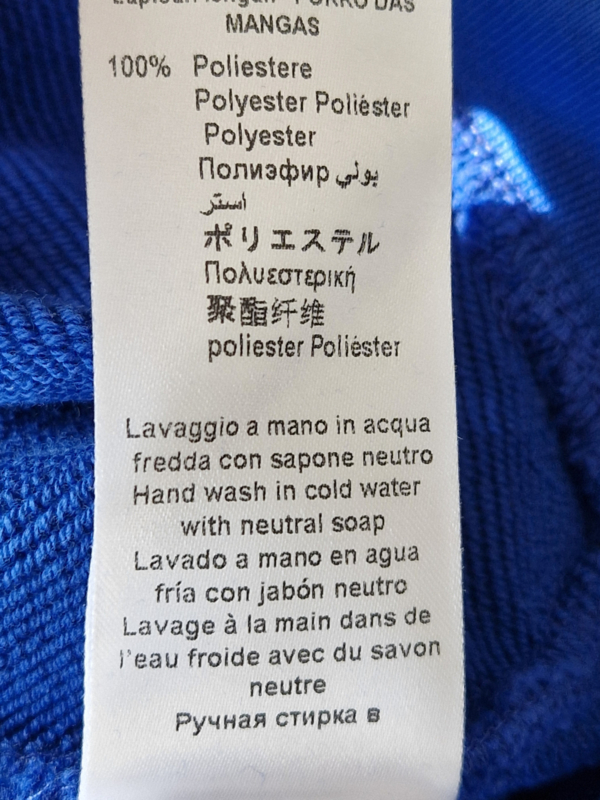 FORRO DAS
MANGAS
100% Poliestere
Polyester Poliéster
Polyester
Полиэфир بولي
استر
ポリエステル
Πολυεστερική
聚酯纤维
poliester Poliéster
Lavaggio a mano in acqua
fredda con sapone neutro
Hand wash in cold water
with neutral soap
Lavado a mano en agua
fría con jabón neutro
Lavage à la main dans de
l'eau froide avec du savon
neutre
Ручная стирка в